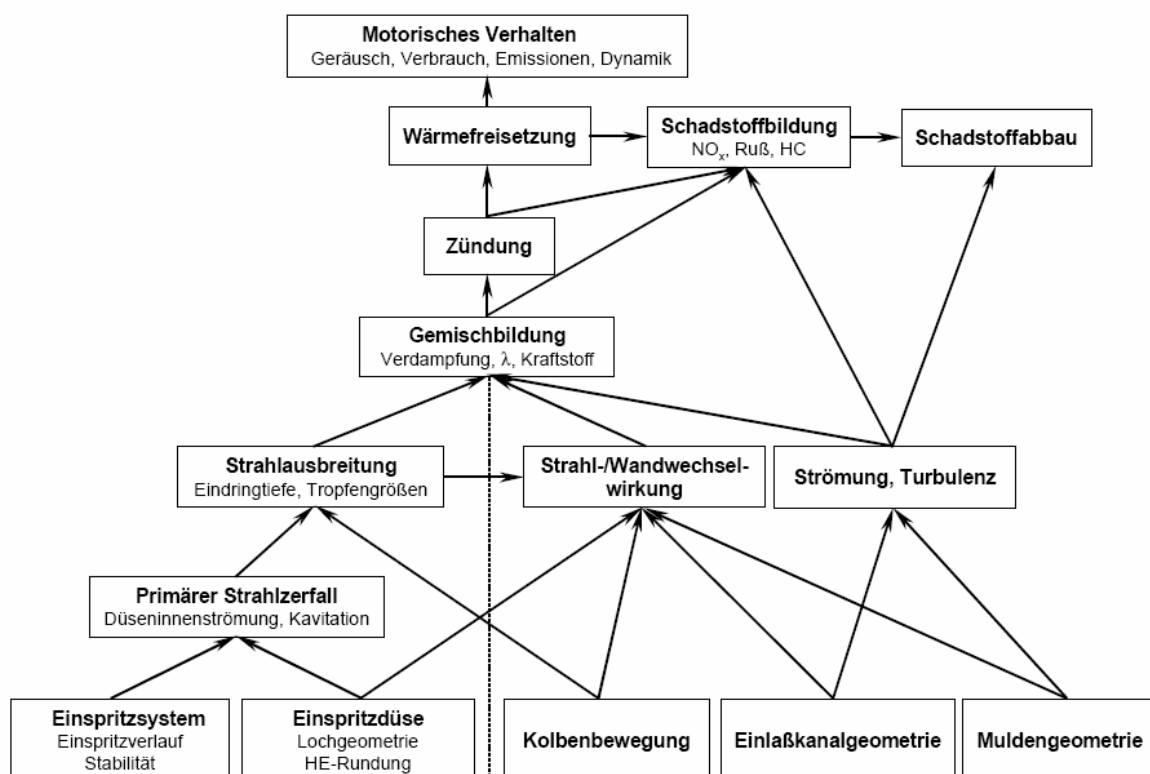 Motorisches Verhalten
Geräusch, Verbrauch, Emissionen, Dynamik
Wärmefreisetzung
Schadstoffbildung
NOx, Ruß, HC
Schadstoffabbau
Zündung
Gemischbildung
Verdampfung, λ, Kraftstoff
Strahlausbreitung
Eindringtiefe, Tropfengrößen
Strahl-/Wandwechsel-
wirkung
Strömung, Turbulenz
Primärer Strahlzerfall
Düseninnenströmung, Kavitation
Einspritzsystem
Einspritzverlauf
Stabilität
Einspritzdüse
Lochgeometrie
HE-Rundung
Kolbenbewegung
Einlaßkanalgeometrie
Muldengeometrie